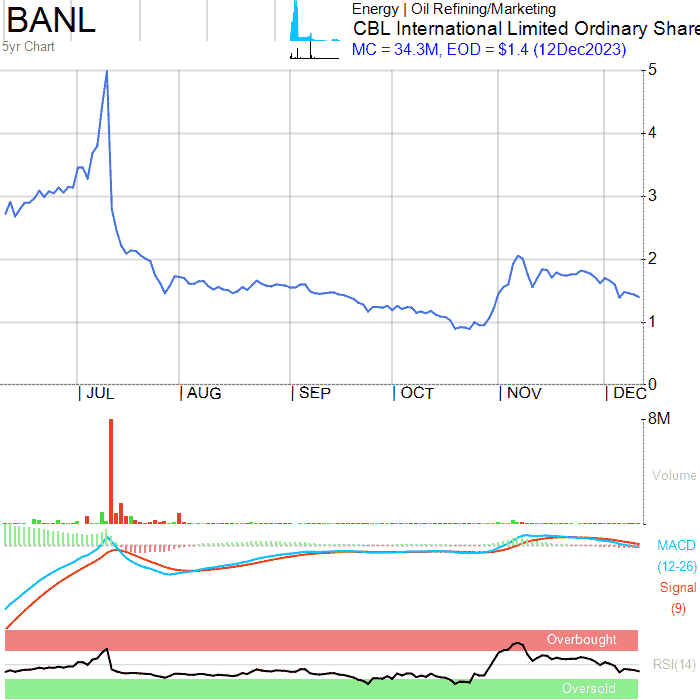 BANL
5yr Chart
Energy | Oil Refining/Marketing
CBL International Limited Ordinary Share
MC = 34.3M, EOD = $1.4 (12Dec2023)
5
4
3
2
1
0
JUL
AUG
SEP
OCT
NOV
DEC
8M
Volume
MACD
(12-26)
Signal
(9)
Overbought
RSI(14)
Oversold